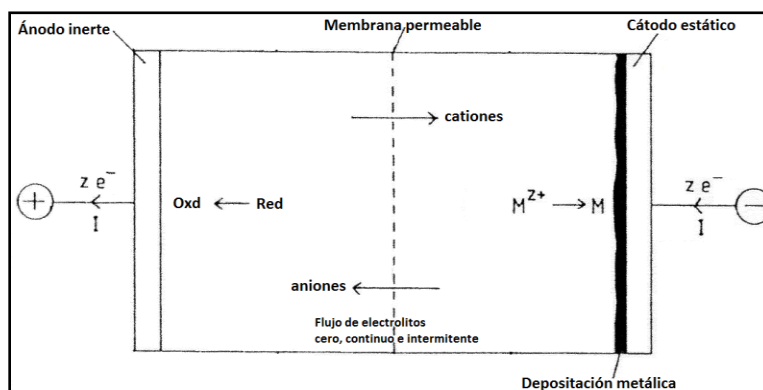 Ánodo inerte
Membrana permeable
Cátodo estático
cationes
z e⁻
+
I
Oxd ← Red
M^{Z+} → M
z e⁻
−
I
aniones
Flujo de electrolitos
cero, continuo e intermitente
Depositación metálica